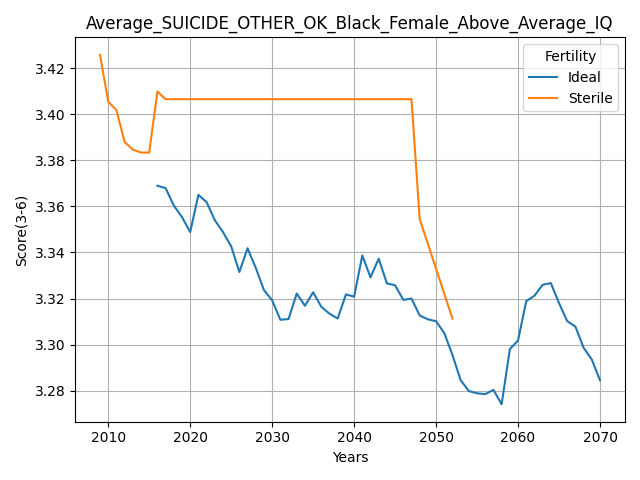 Average_SUICIDE_OTHER_OK_Black_Female_Above_Average_IQ
Fertility
Ideal
Sterile
Score(3-6)
3.42
3.40
3.38
3.36
3.34
3.32
3.30
3.28
2010 2020 2030 2040 2050 2060 2070
Years